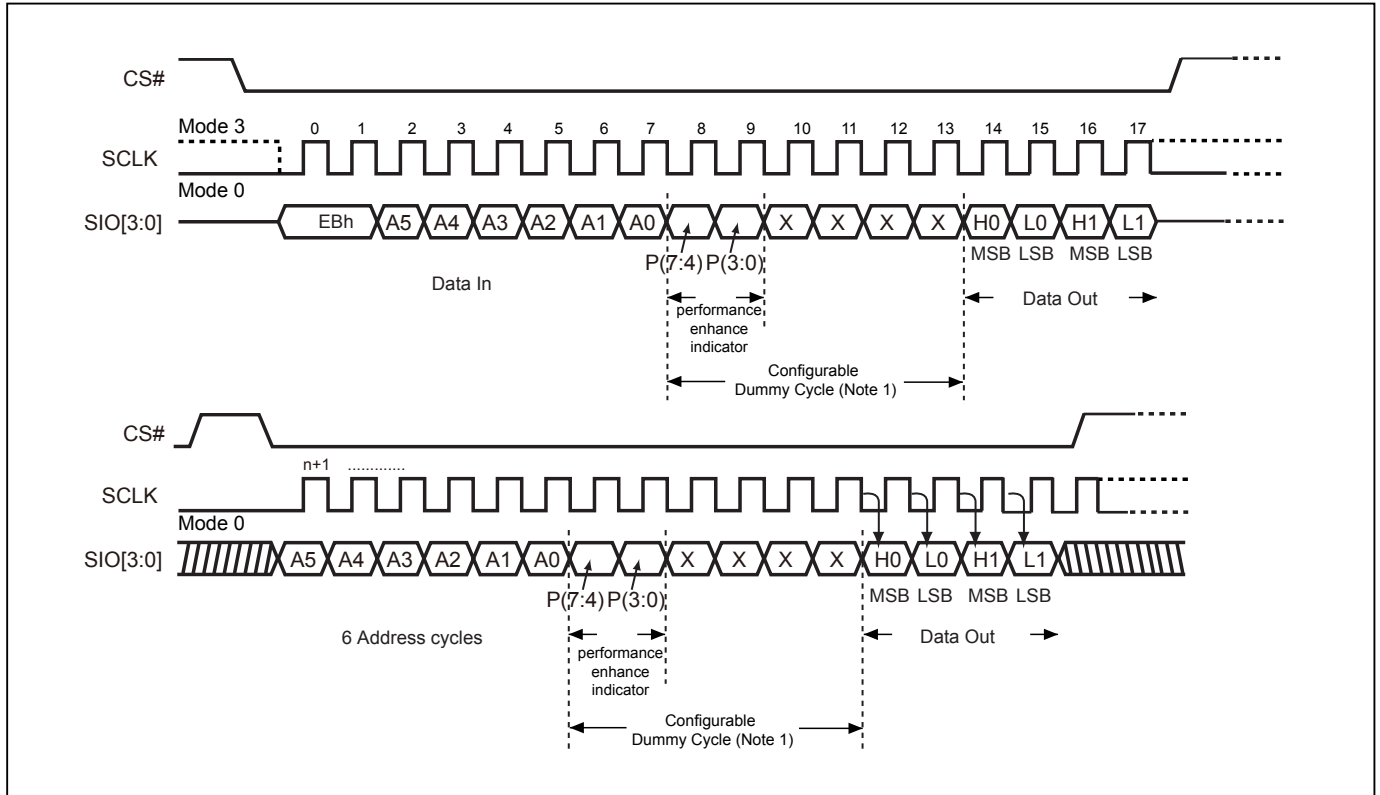 CS#
Mode 3
0 1 2 3 4 5 6 7 8 9 10 11 12 13 14 15 16 17
SCLK
Mode 0
SIO[3:0]
EBh A5 A4 A3 A2 A1 A0 X X X X H0 L0 H1 L1
MSB LSB MSB LSB
P(7:4) P(3:0)
Data In
Data Out
performance
enhance
indicator
Configurable
Dummy Cycle (Note 1)
CS#
n+1 .............
SCLK
Mode 0
SIO[3:0]
A5 A4 A3 A2 A1 A0 X X X X H0 L0 H1 L1
P(7:4) P(3:0)
MSB LSB MSB LSB
6 Address cycles
Data Out
performance
enhance
indicator
Configurable
Dummy Cycle (Note 1)